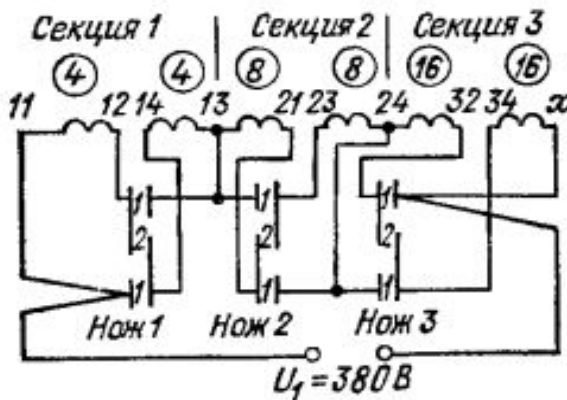 Секция 1 Секция 2 Секция 3
4 4 8 8 16 16
11 12 14 13 21 23 24 32 34 x
1 1 1
2 2 2
1 1 1
Нож 1 Нож 2 Нож 3
U₁ = 380 В